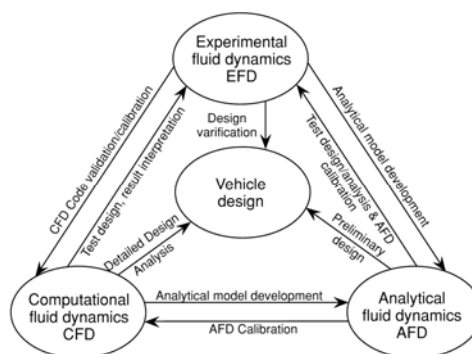 Experimental
fluid dynamics
EFD
CFD Code validation/calibration
Test design, result interpretation
Design
varification
Test design/analysis & AFD
calibration
Analytical model development
Vehicle
design
Detailed Design
Analysis
Preliminary
design
Computational
fluid dynamics
CFD
Analytical model development
AFD Calibration
Analytical
fluid dynamics
AFD